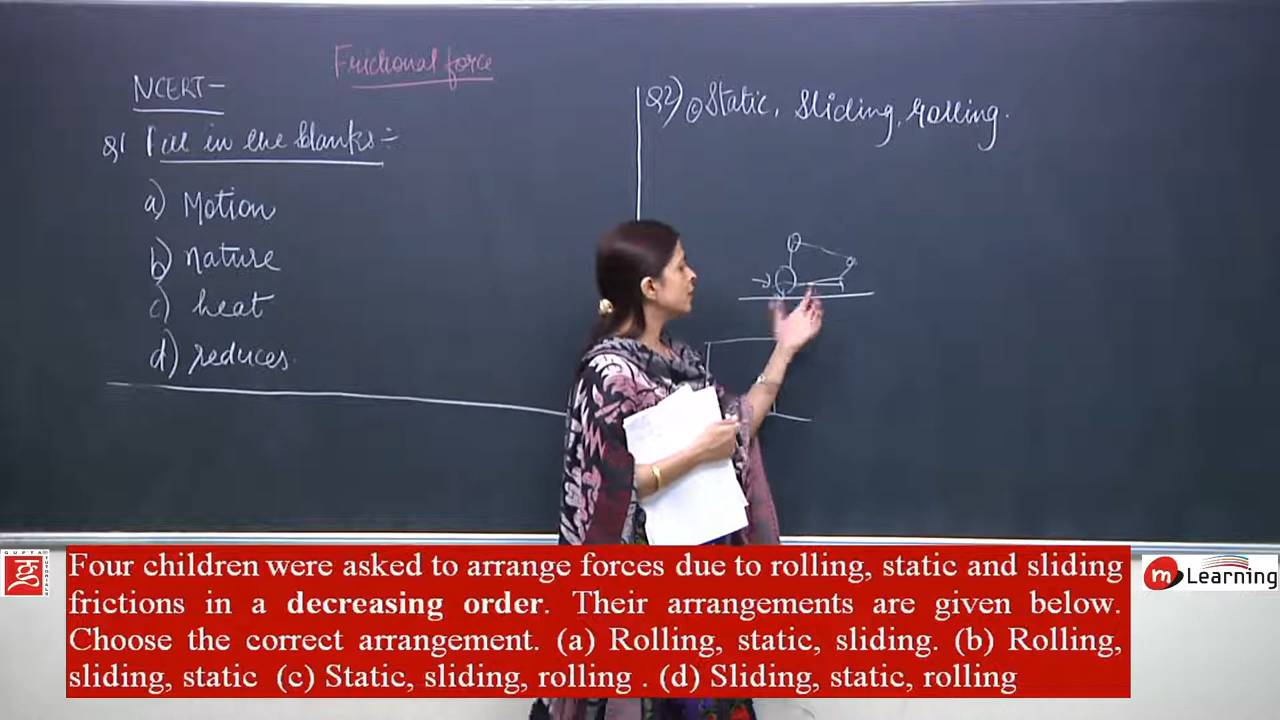 Frictional force
NCERT-
Q1 Fill in the blanks:-
a) Motion
b) nature
c) heat
d) reduces.
Q2) (c) Static, Sliding, rolling.
Four children were asked to arrange forces due to rolling, static and sliding
frictions in a decreasing order. Their arrangements are given below.
Choose the correct arrangement. (a) Rolling, static, sliding. (b) Rolling,
sliding, static (c) Static, sliding, rolling . (d) Sliding, static, rolling
GUPTA
m Learning